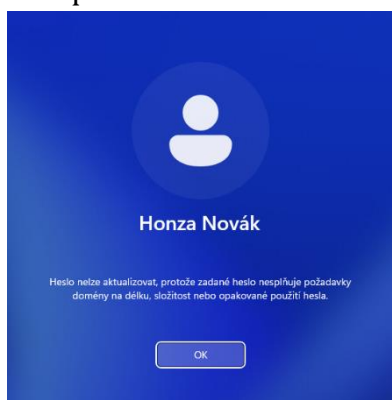 Honza Novák
Heslo nelze aktualizovat, protože zadané heslo nesplňuje požadavky
domény na délku, složitost nebo opakované použití hesla.
OK